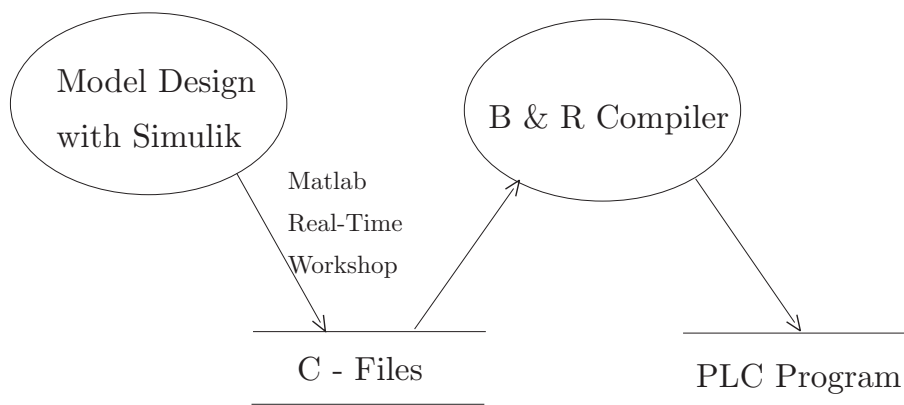 Model Design
with Simulik
B & R Compiler
Matlab
Real-Time
Workshop
C - Files
PLC Program